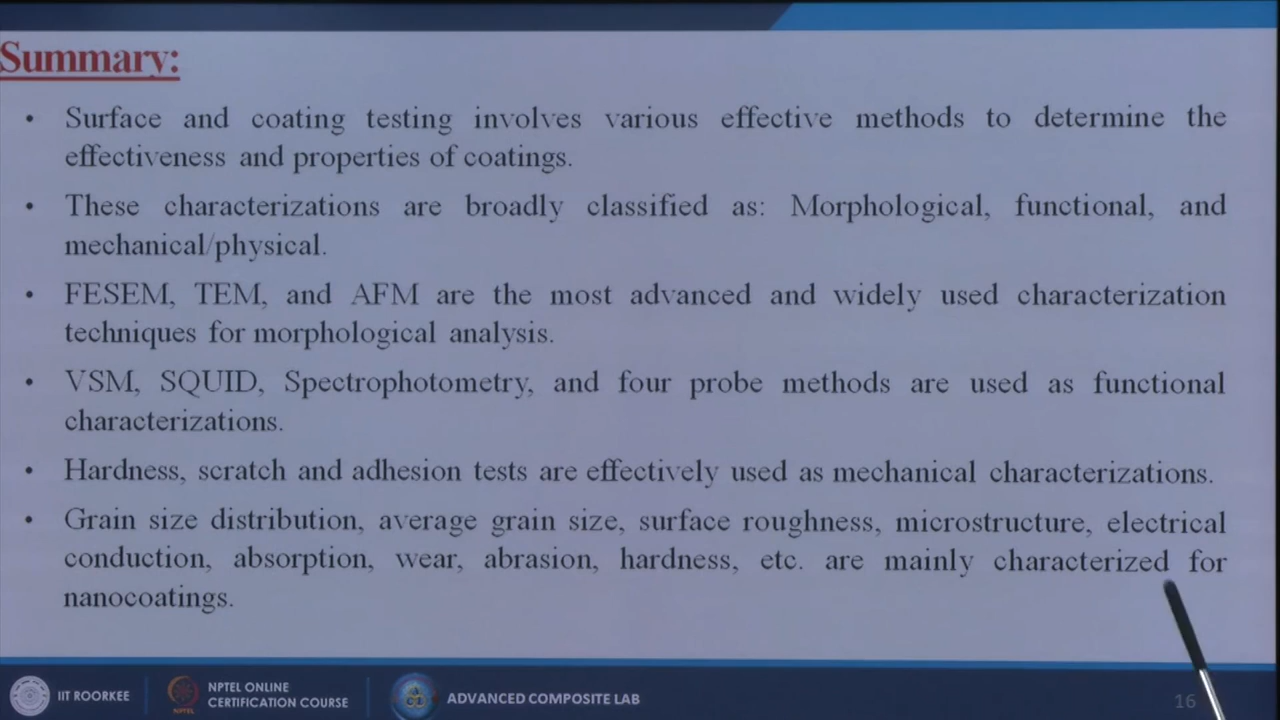 Summary:
• Surface and coating testing involves various effective methods to determine the
effectiveness and properties of coatings.
• These characterizations are broadly classified as: Morphological, functional, and
mechanical/physical.
• FESEM, TEM, and AFM are the most advanced and widely used characterization
techniques for morphological analysis.
• VSM, SQUID, Spectrophotometry, and four probe methods are used as functional
characterizations.
• Hardness, scratch and adhesion tests are effectively used as mechanical characterizations.
• Grain size distribution, average grain size, surface roughness, microstructure, electrical
conduction, absorption, wear, abrasion, hardness, etc. are mainly characterized for
nanocoatings.
IIT ROORKEE
NPTEL
NPTEL ONLINE
CERTIFICATION COURSE
ADVANCED COMPOSITE LAB
16